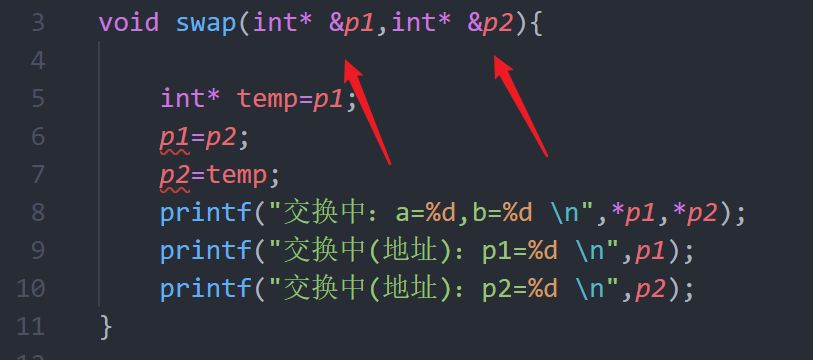 3 void swap(int* &p1,int* &p2){
4
5 int* temp=p1;
6 p1=p2;
7 p2=temp;
8 printf("交换中：a=%d,b=%d \n",*p1,*p2);
9 printf("交换中(地址)：p1=%d \n",p1);
10 printf("交换中(地址)：p2=%d \n",p2);
11 }